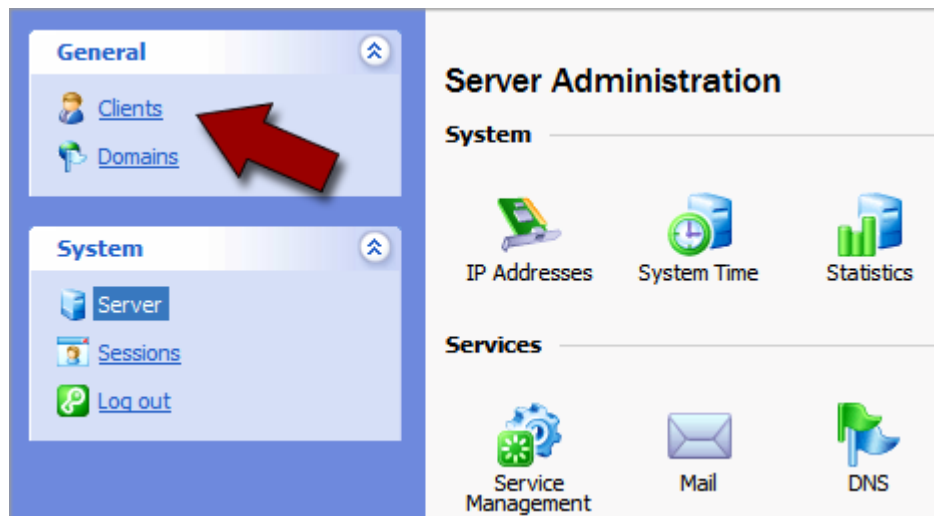 General
Clients
Domains
System
Server
Sessions
Log out
Server Administration
System
IP Addresses
System Time
Statistics
Services
Service
Management
Mail
DNS